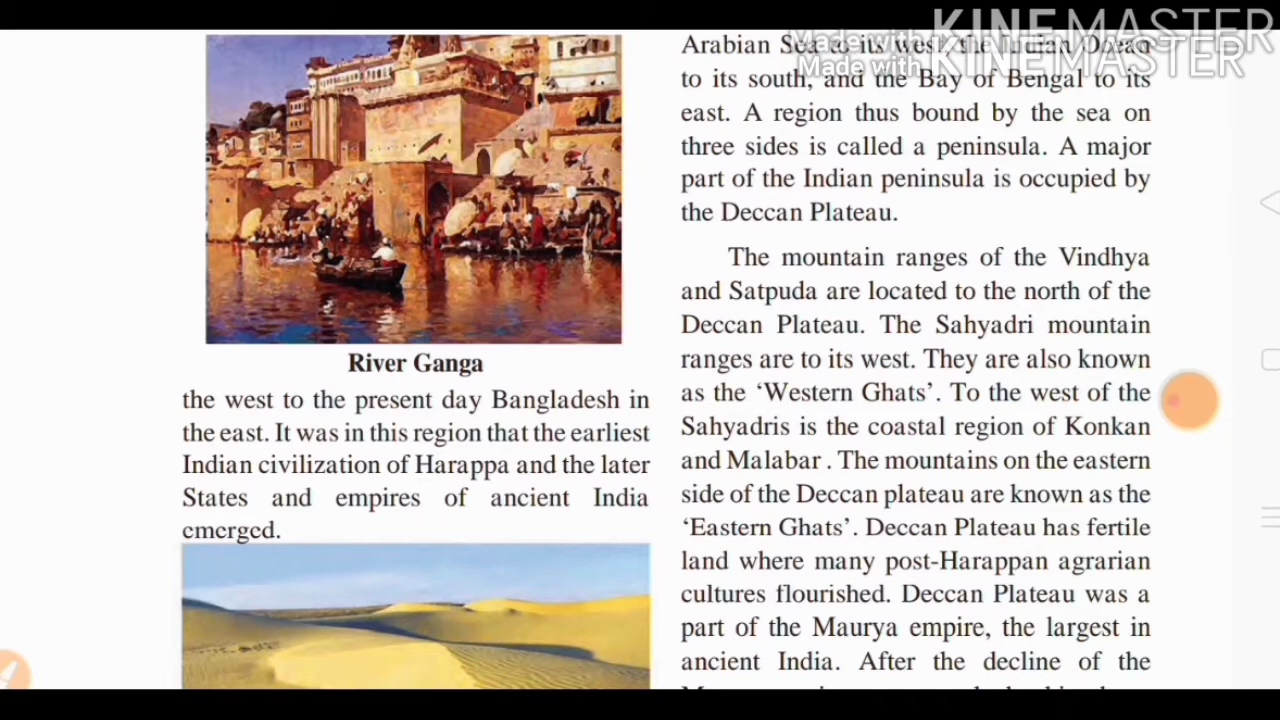 KINEMASTER
Made with
Made with KINEMASTER
River Ganga
the west to the present day Bangladesh in
the east. It was in this region that the earliest
Indian civilization of Harappa and the later
States and empires of ancient India
emerged.
Arabian Sea to its west, the Indian Ocean
to its south, and the Bay of Bengal to its
east. A region thus bound by the sea on
three sides is called a peninsula. A major
part of the Indian peninsula is occupied by
the Deccan Plateau.
The mountain ranges of the Vindhya
and Satpuda are located to the north of the
Deccan Plateau. The Sahyadri mountain
ranges are to its west. They are also known
as the ‘Western Ghats’. To the west of the
Sahyadris is the coastal region of Konkan
and Malabar . The mountains on the eastern
side of the Deccan plateau are known as the
‘Eastern Ghats’. Deccan Plateau has fertile
land where many post-Harappan agrarian
cultures flourished. Deccan Plateau was a
part of the Maurya empire, the largest in
ancient India. After the decline of the